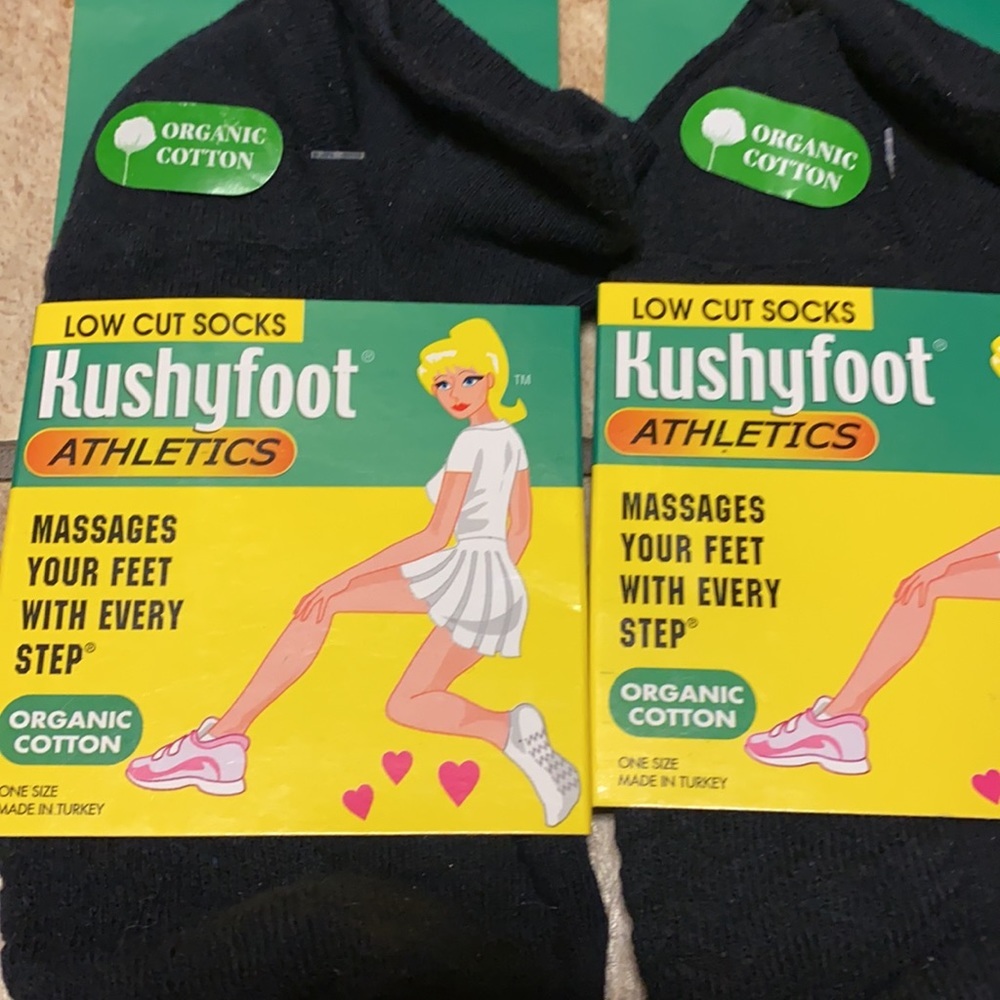 ORGANIC
COTTON
LOW CUT SOCKS
Kushyfoot®
ATHLETICS
TM
MASSAGES
YOUR FEET
WITH EVERY
STEP®
ORGANIC
COTTON
ONE SIZE
MADE IN TURKEY
ORGANIC
COTTON
LOW CUT SOCKS
Kushyfoot®
ATHLETICS
MASSAGES
YOUR FEET
WITH EVERY
STEP®
ORGANIC
COTTON
ONE SIZE
MADE IN TURKEY